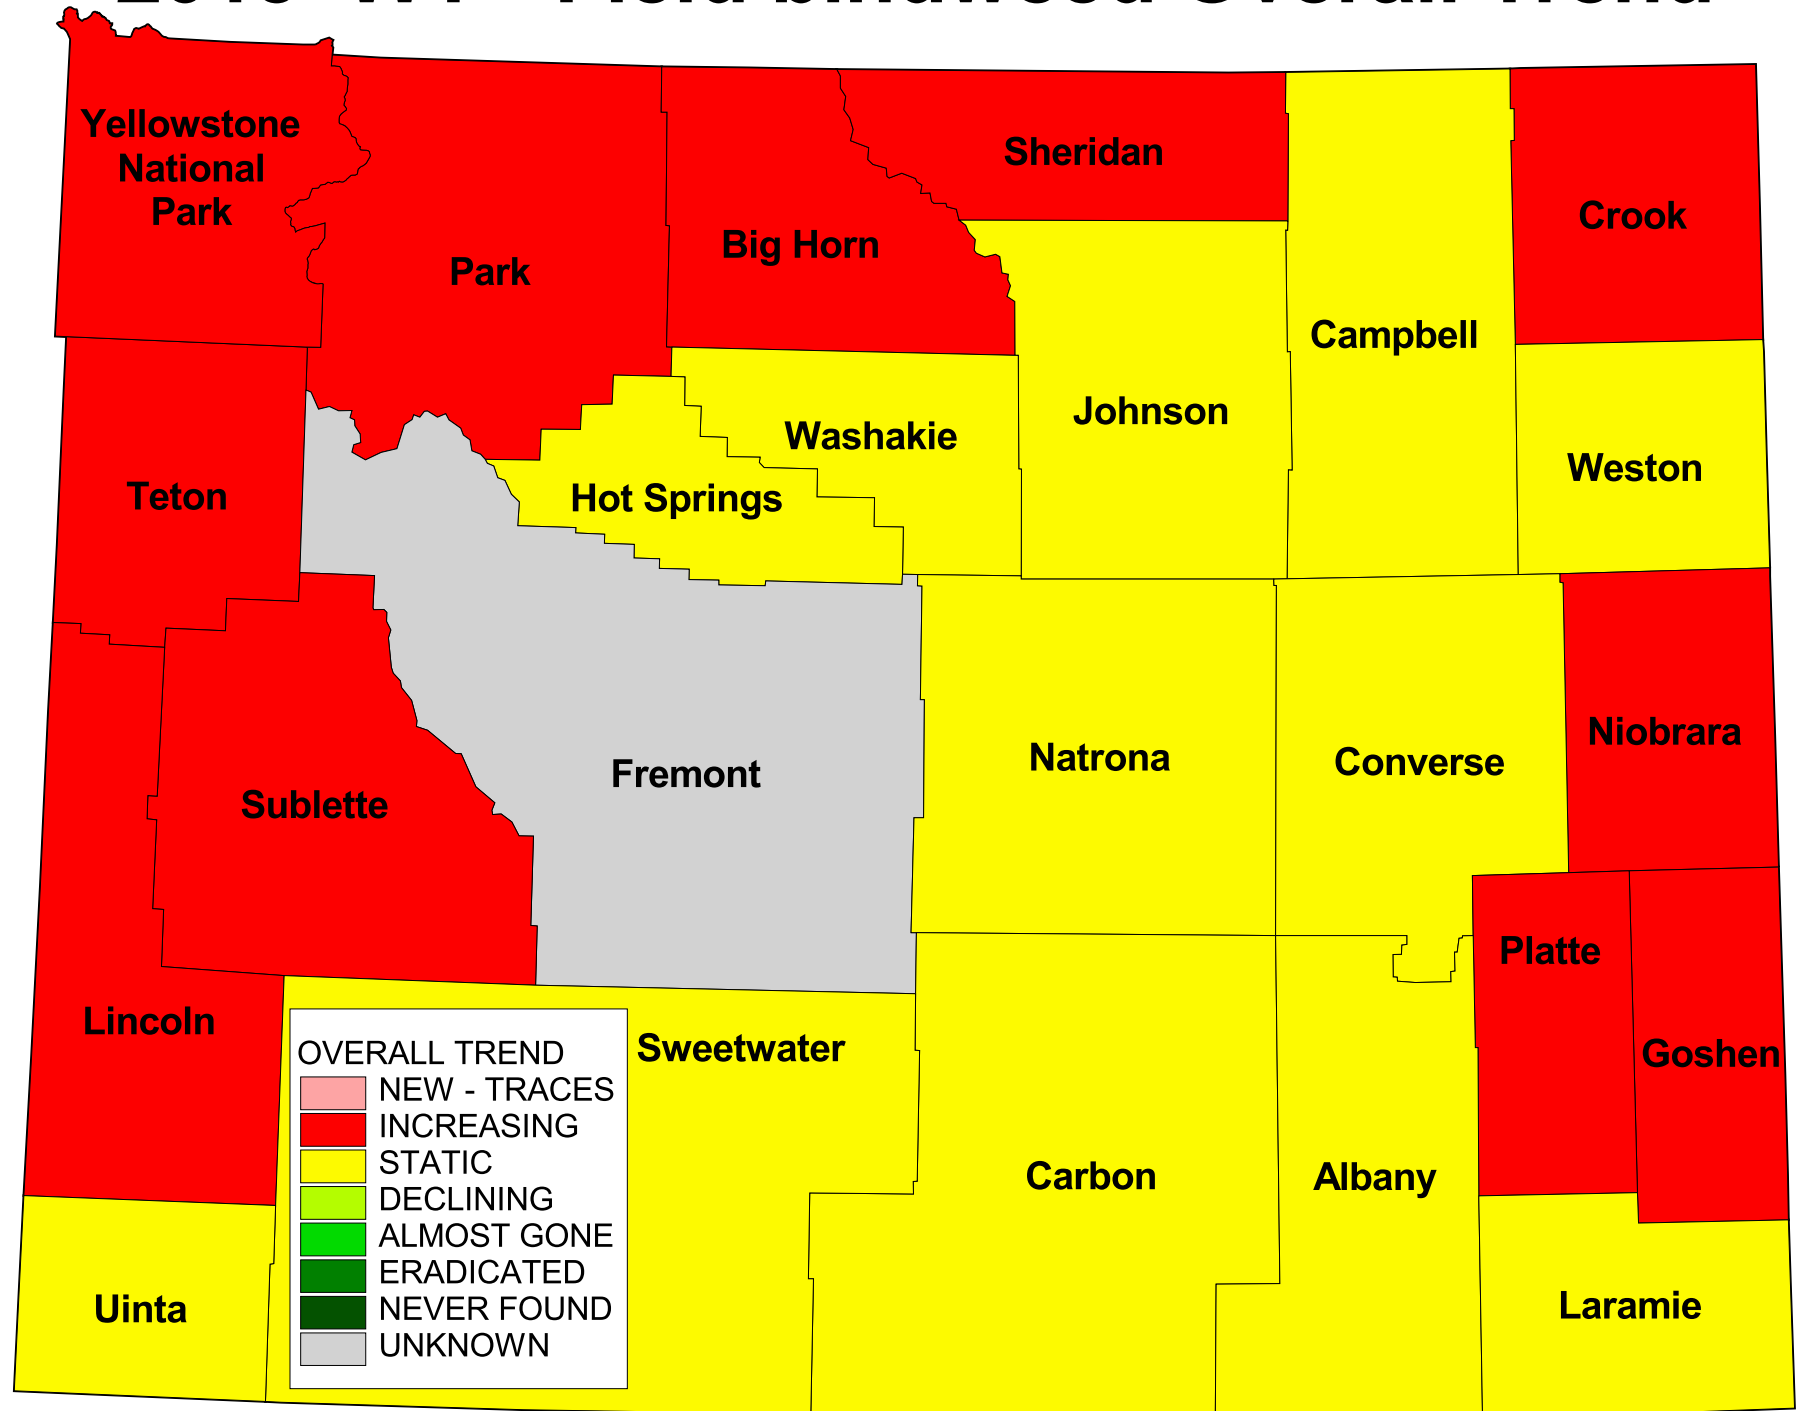 Yellowstone
National
Park
Park
Big Horn
Sheridan
Crook
Campbell
Johnson
Washakie
Hot Springs
Weston
Teton
Sublette
Fremont
Natrona
Converse
Niobrara
Platte
Goshen
Lincoln
Sweetwater
Carbon
Albany
Laramie
Uinta
OVERALL TREND
NEW - TRACES
INCREASING
STATIC
DECLINING
ALMOST GONE
ERADICATED
NEVER FOUND
UNKNOWN